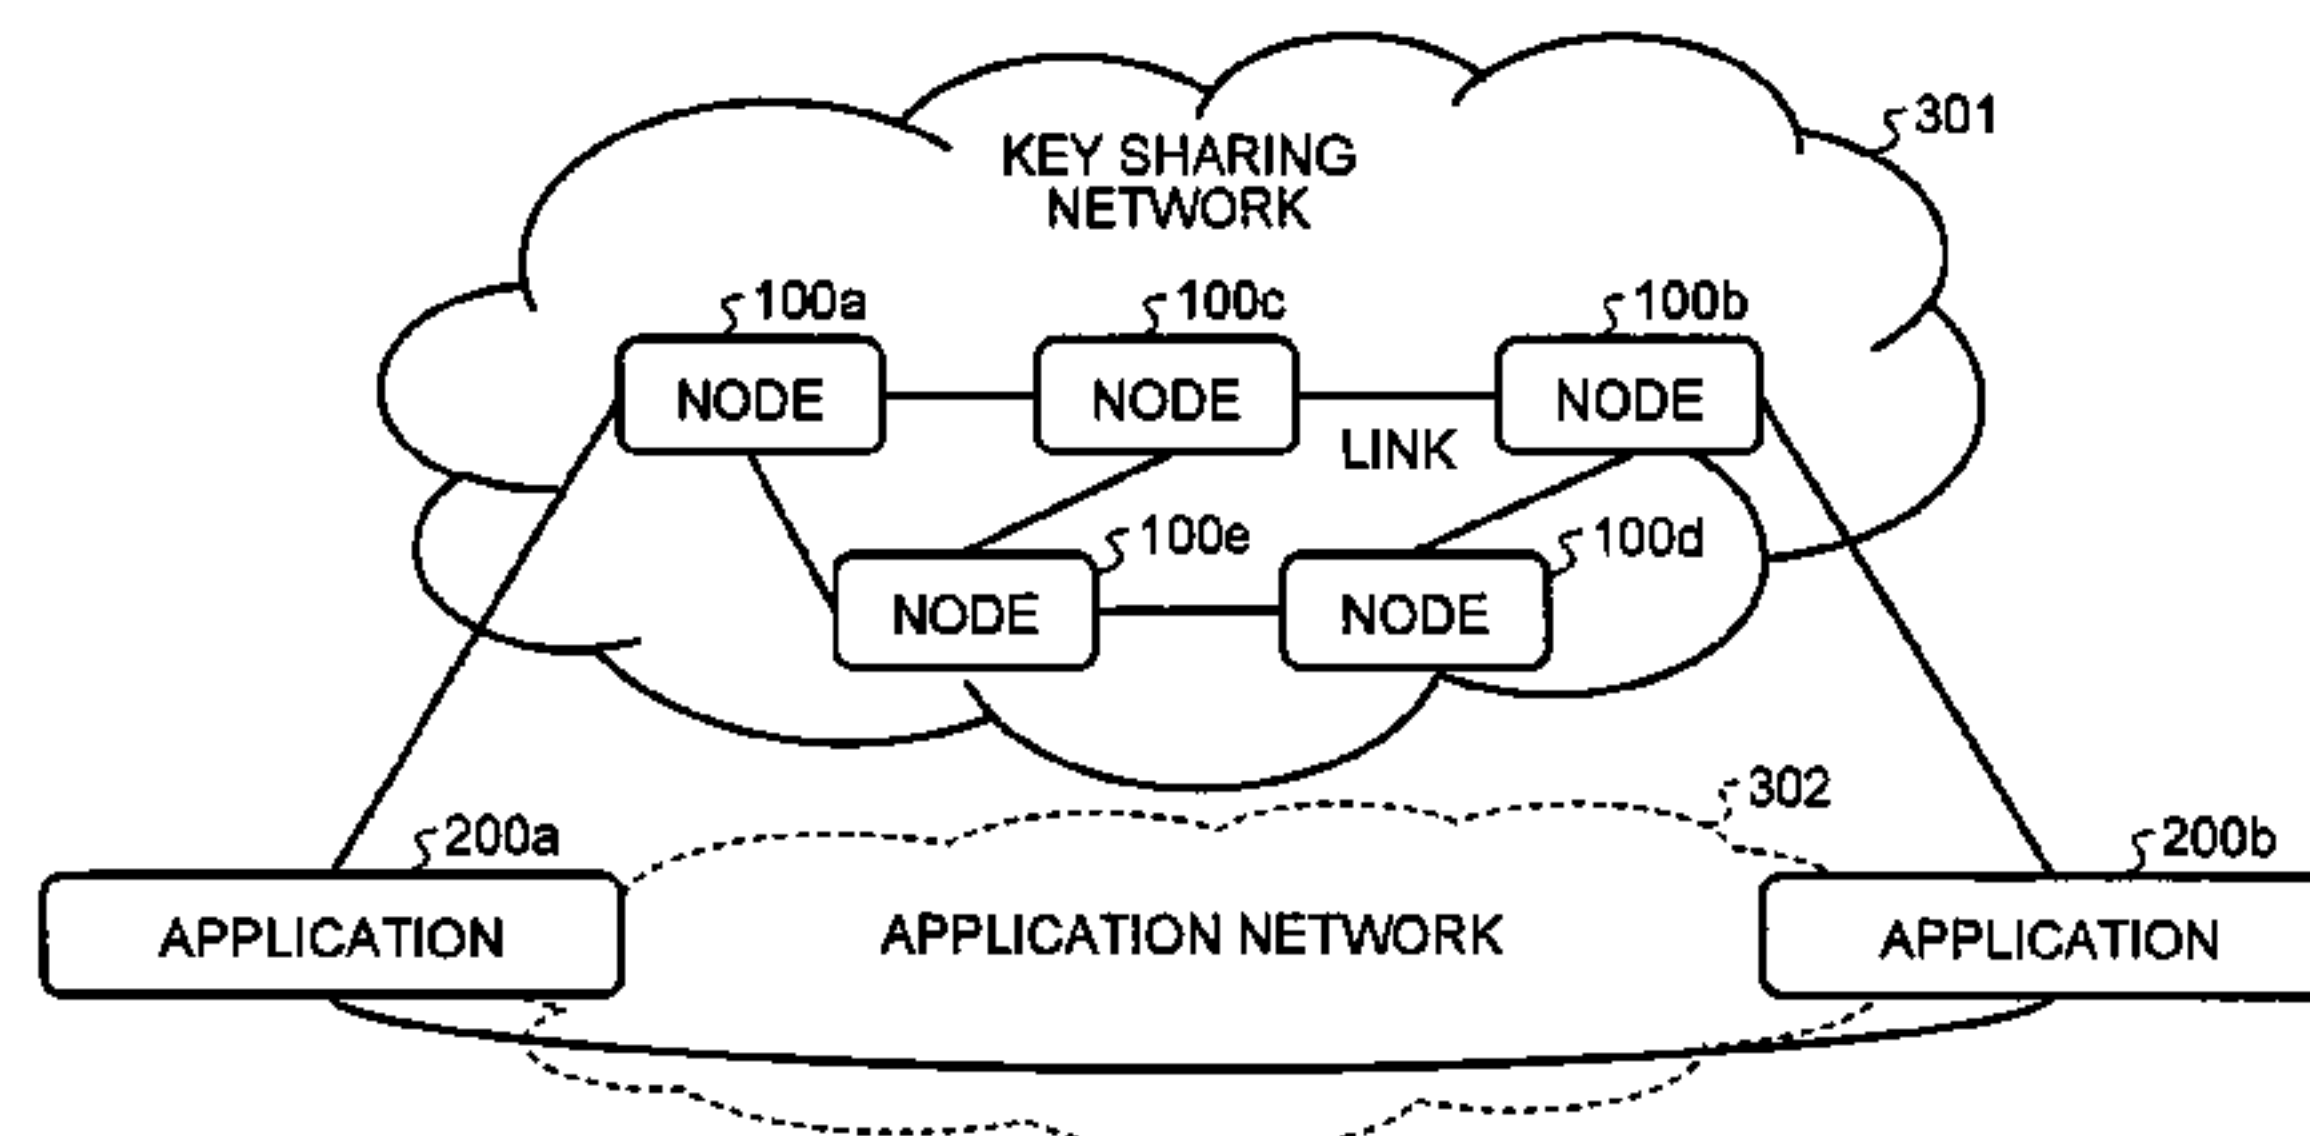 301
KEY SHARING
NETWORK
100a
100c
100b
NODE
NODE
NODE
LINK
100e
100d
NODE
NODE
302
200a
200b
APPLICATION
APPLICATION NETWORK
APPLICATION